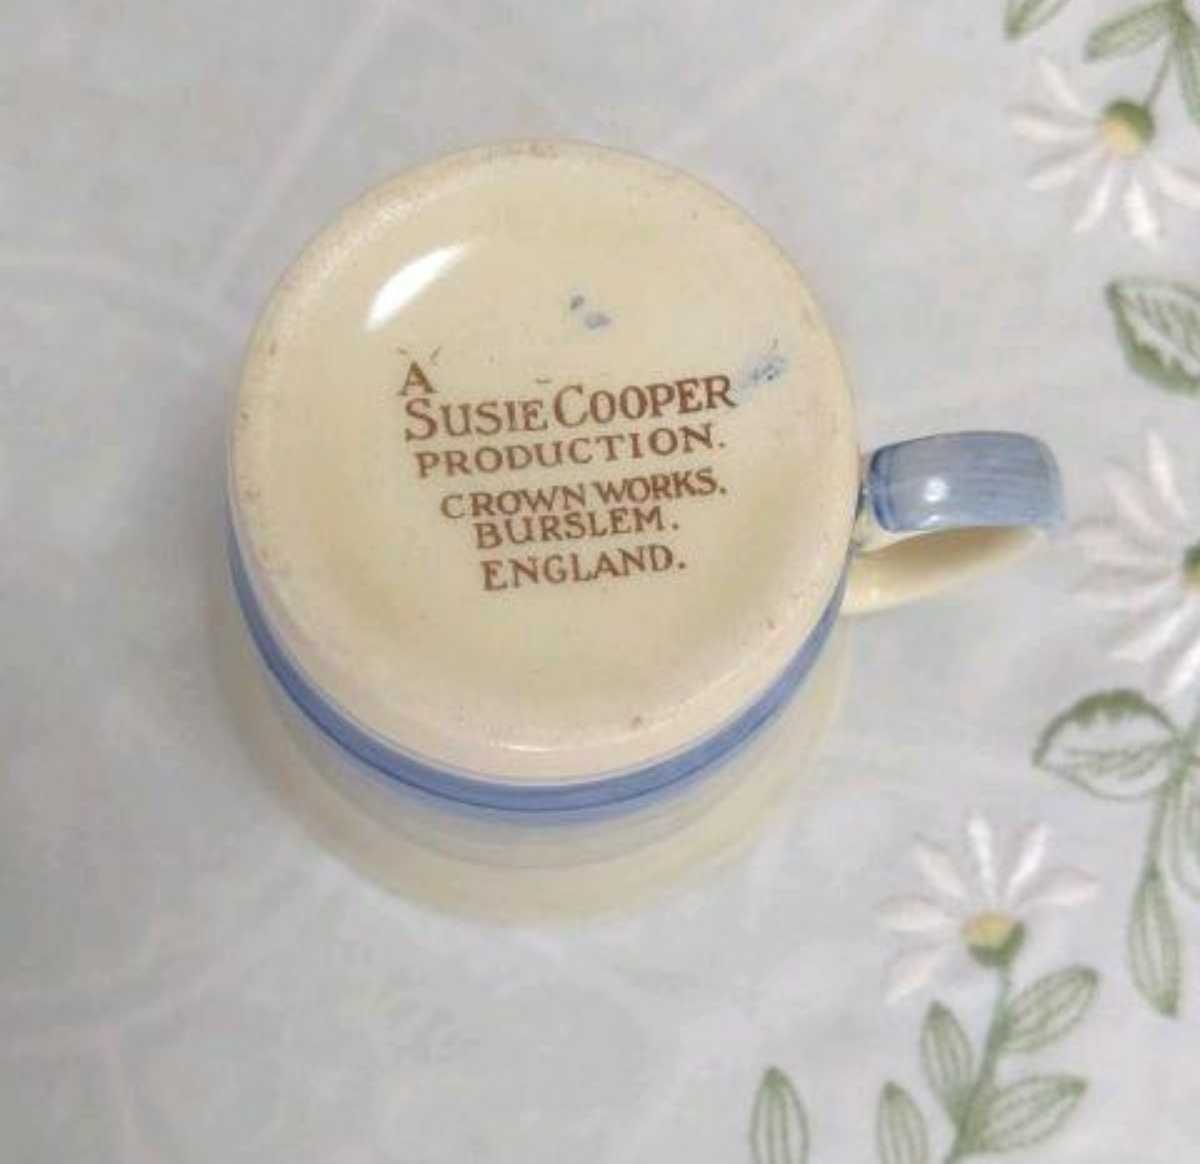 A
SUSIE COOPER
PRODUCTION.
CROWN WORKS.
BURSLEM.
ENGLAND.